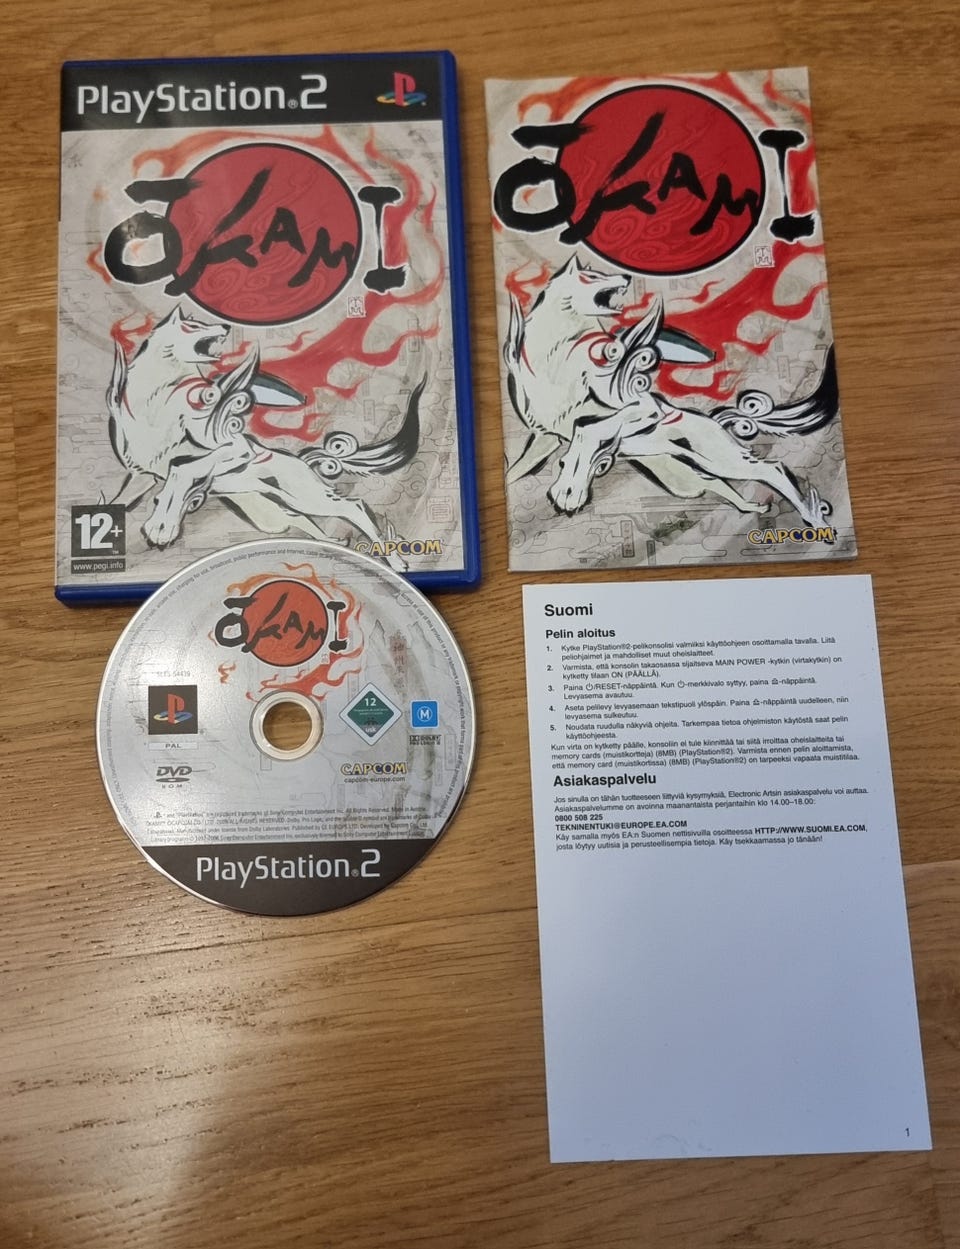 PlayStation®2
ŌKAMI
12+
www.pegi.info
CAPCOM
ŌKAMI
CAPCOM
ŌKAMI
SLES-54439
12
usk
M
PAL
DVD
ROM
CAPCOM
capcom-europe.com
PlayStation®2
Suomi
Pelin aloitus
1. Kytke PlayStation®2-pelikonsolisi valmiiksi käyttöohjeen osoittamalla tavalla. Liitä
peliohjaimet ja mahdolliset muut oheislaitteet.
2. Varmista, että konsolin takaosassa sijaitseva MAIN POWER -kytkin (virtakytkin) on
kytketty tilaan ON (PÄÄLLÄ).
3. Paina ⏻/RESET-näppäintä. Kun ⏻-merkkivalo syttyy, paina ⏏-näppäintä.
Levyasema avautuu.
4. Aseta pelilevy levyasemaan tekstipuoli ylöspäin. Paina ⏏-näppäintä uudelleen, niin
levyasema sulkeutuu.
5. Noudata ruudulla näkyviä ohjeita. Tarkempaa tietoa ohjelmiston käytöstä saat pelin
käyttöohjeesta.
Kun virta on kytketty päälle, konsoliin ei tule kiinnittää tai siitä irroittaa oheislaitteita tai
memory cards (muistikortteja) (8MB) (PlayStation®2). Varmista ennen pelin aloittamista,
että memory card (muistikortissa) (8MB) (PlayStation®2) on tarpeeksi vapaata muistitilaa.
Asiakaspalvelu
Jos sinulla on tähän tuotteeseen liittyviä kysymyksiä, Electronic Artsin asiakaspalvelu voi auttaa.
Asiakaspalvelumme on avoinna maanantaista perjantaihin klo 14.00–18.00:
0800 508 225
TEKNINENTUKI@EUROPE.EA.COM
Käy samalla myös EA:n Suomen nettisivuilla osoitteessa HTTP://WWW.SUOMI.EA.COM,
josta löytyy uutisia ja perusteellisempia tietoja. Käy tsekkaamassa jo tänään!
1